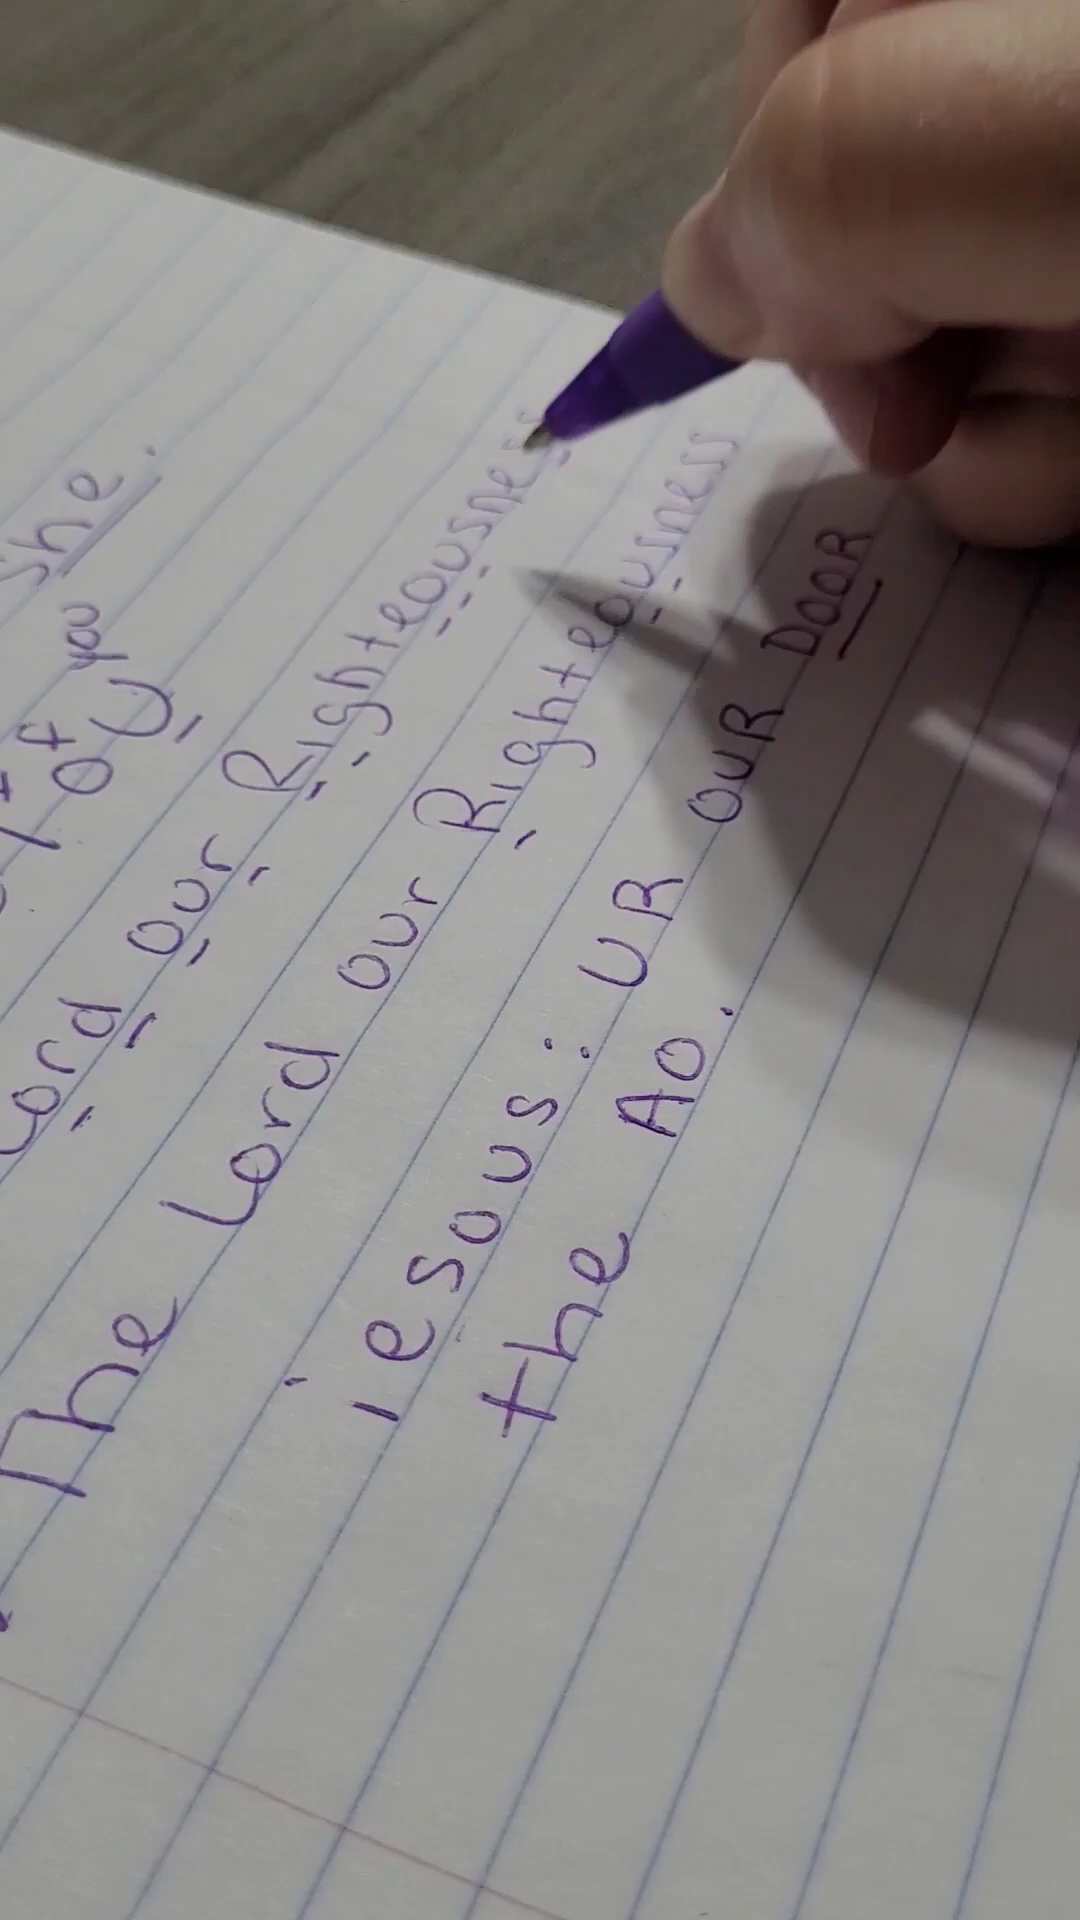 she.
of you
Lord our Righteousness
The Lord our Righteousness
iesous: UR OUR DOOR
the AO.